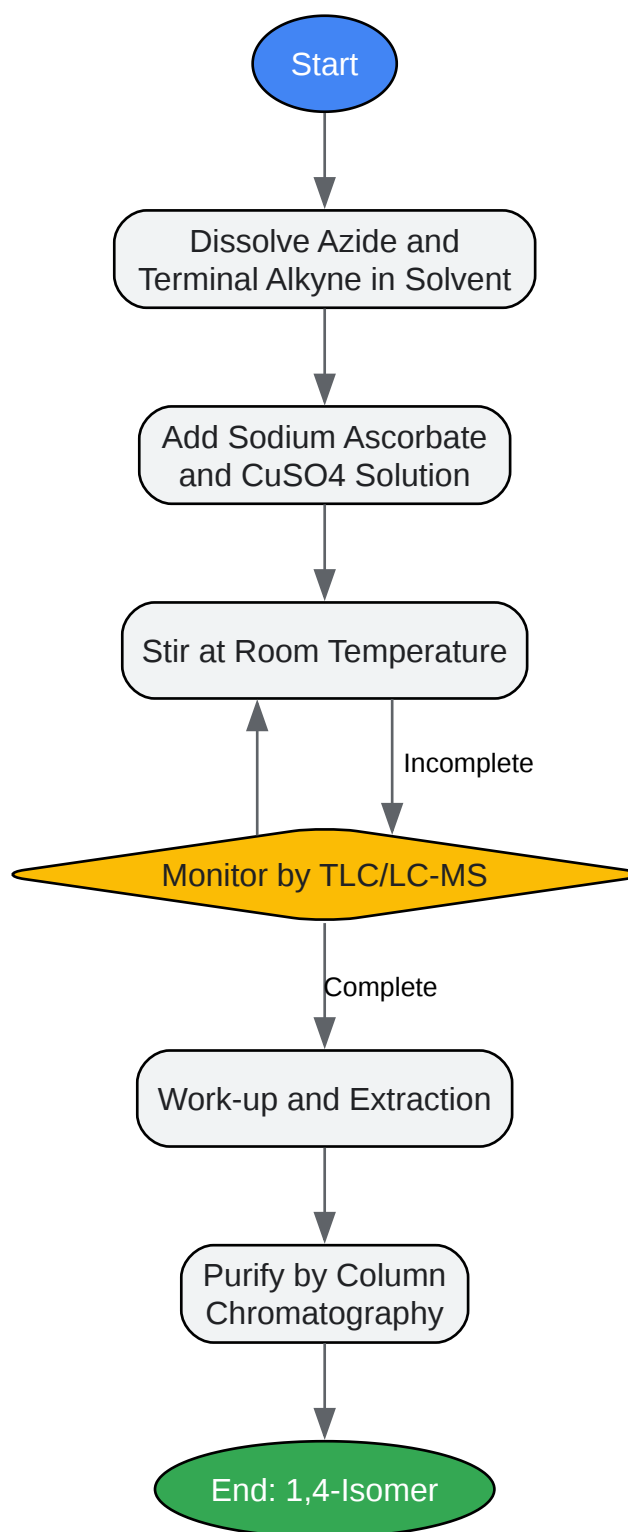 Start
Dissolve Azide and
Terminal Alkyne in Solvent
Add Sodium Ascorbate
and CuSO4 Solution
Stir at Room Temperature
Incomplete
Monitor by TLC/LC-MS
Complete
Work-up and Extraction
Purify by Column
Chromatography
End: 1,4-Isomer